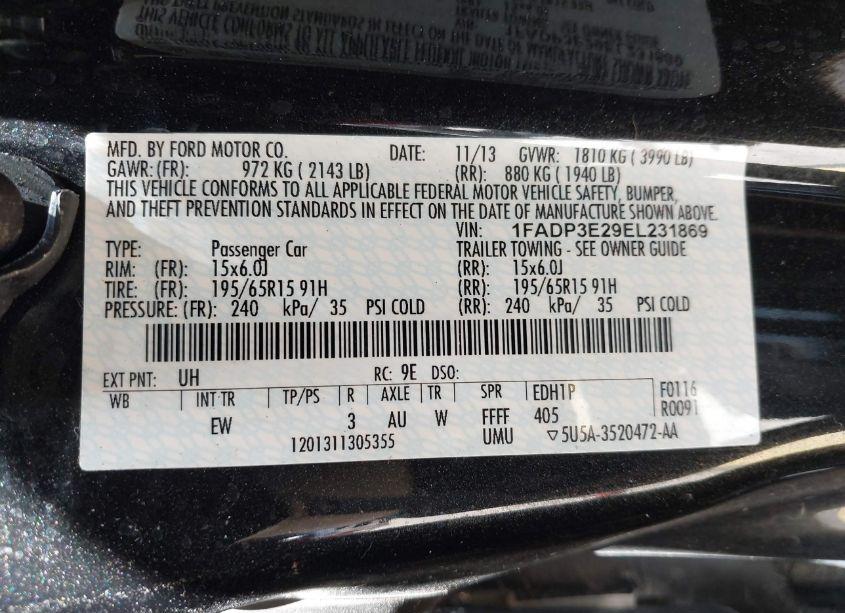 MFD. BY FORD MOTOR CO. DATE: 11/13 GVWR: 1810 KG ( 3990 LB)
GAWR: (FR): 972 KG ( 2143 LB) (RR): 880 KG ( 1940 LB)
THIS VEHICLE CONFORMS TO ALL APPLICABLE FEDERAL MOTOR VEHICLE SAFETY, BUMPER,
AND THEFT PREVENTION STANDARDS IN EFFECT ON THE DATE OF MANUFACTURE SHOWN ABOVE.
VIN: 1FADP3E29EL231869
TYPE: Passenger Car TRAILER TOWING - SEE OWNER GUIDE
RIM: (FR): 15x6.0J (RR): 15x6.0J
TIRE: (FR): 195/65R15 91H (RR): 195/65R15 91H
PRESSURE: (FR): 240 kPa/ 35 PSI COLD (RR): 240 kPa/ 35 PSI COLD
EXT PNT: UH RC: 9E DSO:
WB INT TR TP/PS R AXLE TR SPR EDH1P F0116
EW 3 AU W FFFF 405 R0091
1201311305355 UMU ▽5U5A-3520472-AA